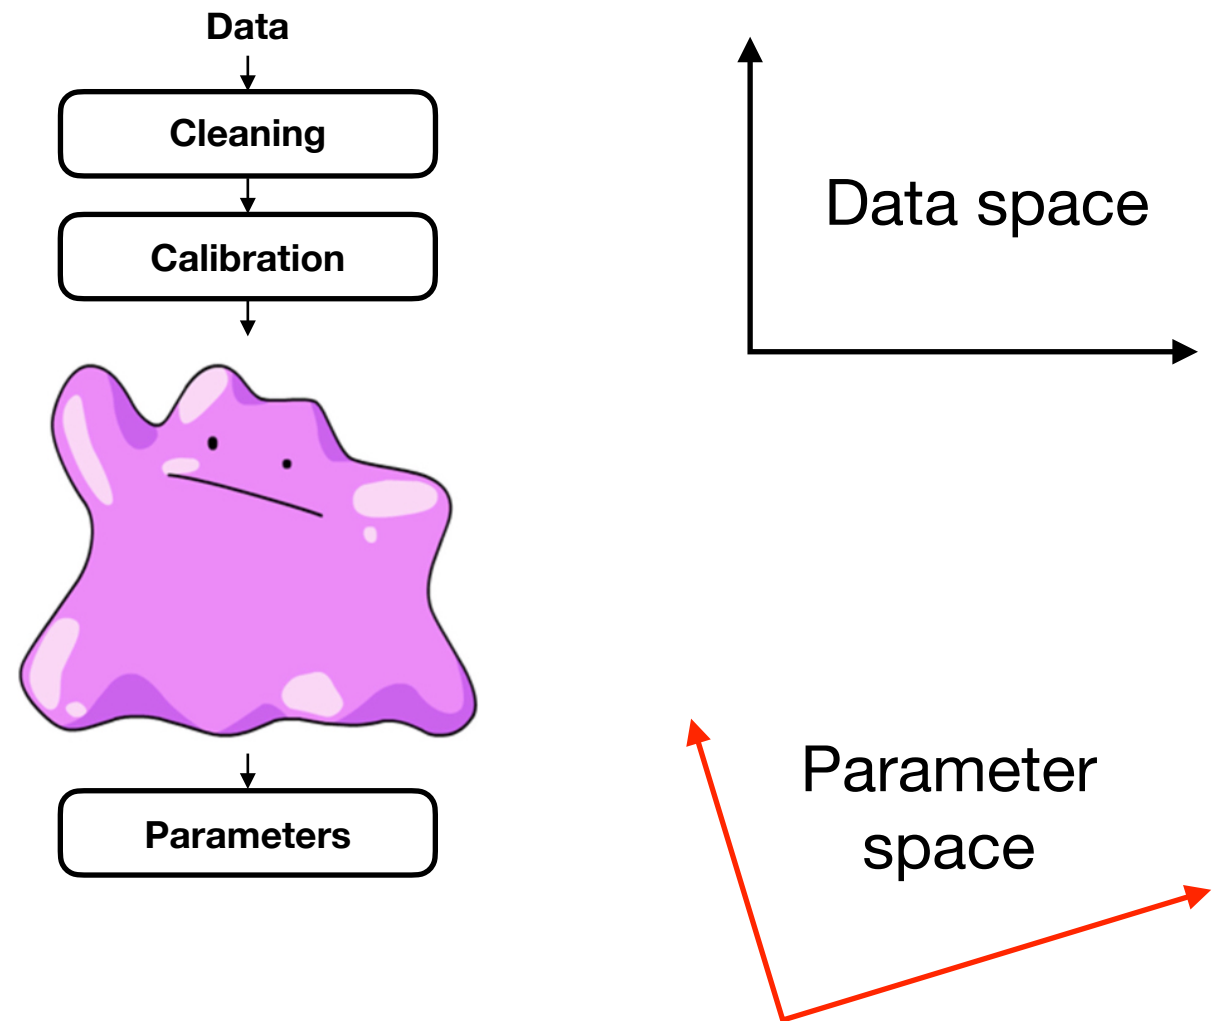 Data
Cleaning
Calibration
Parameters
Data space
Parameter
space